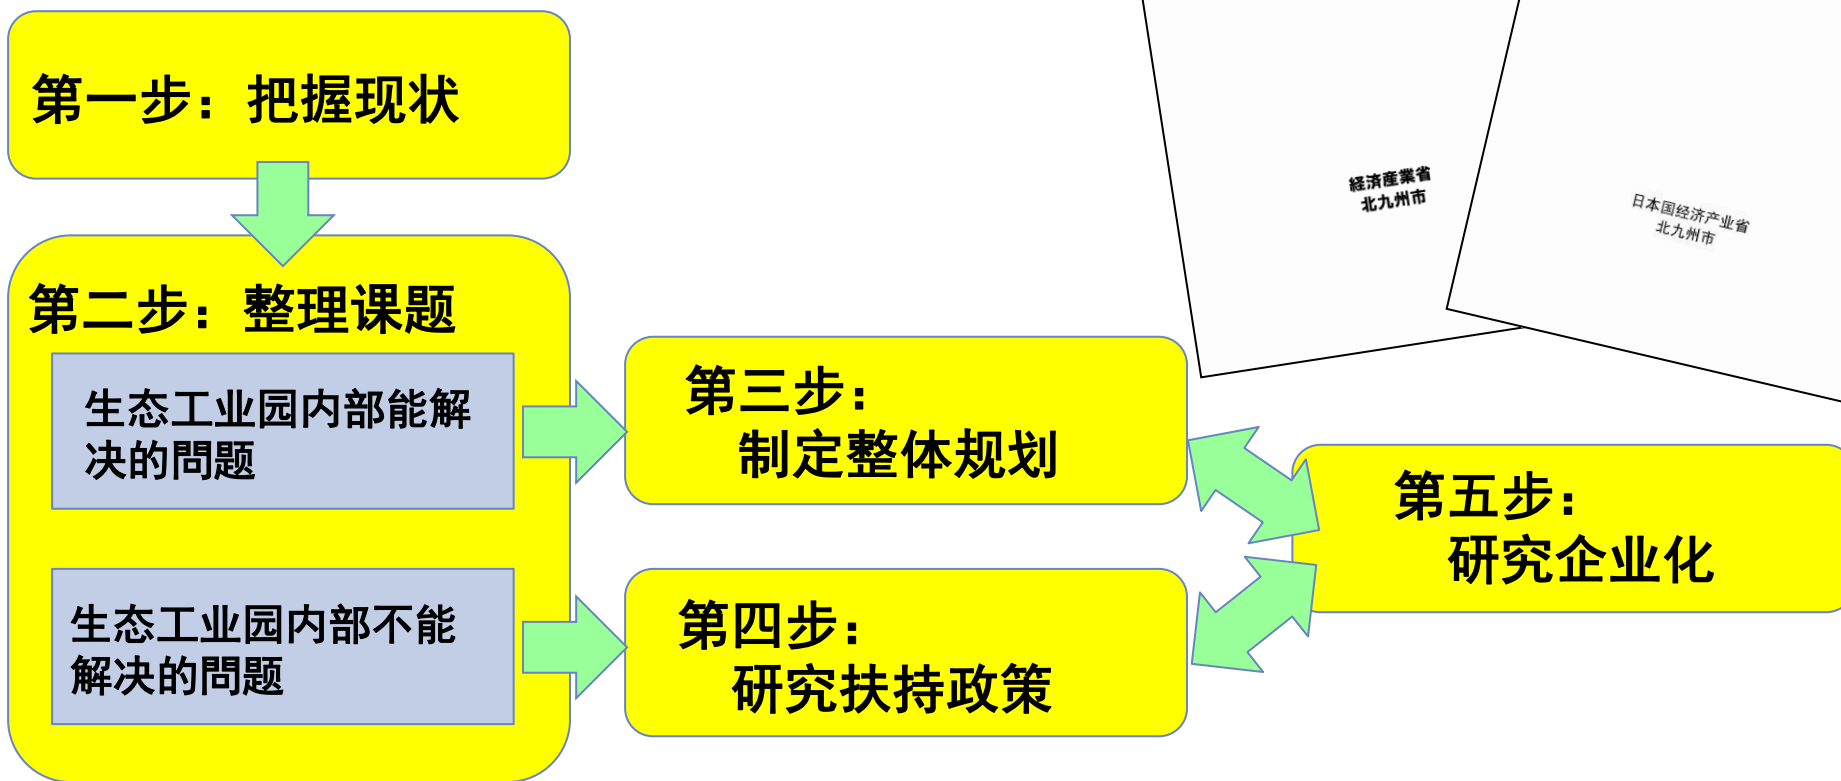 第一步：把握现状
第二步：整理课题
生态工业园内部能解
决的問题
生态工业园内部不能
解决的問题
第三步：
制定整体规划
第四步：
研究扶持政策
第五步：
研究企业化
経済産業省
北九州市
日本国经济产业省
北九州市